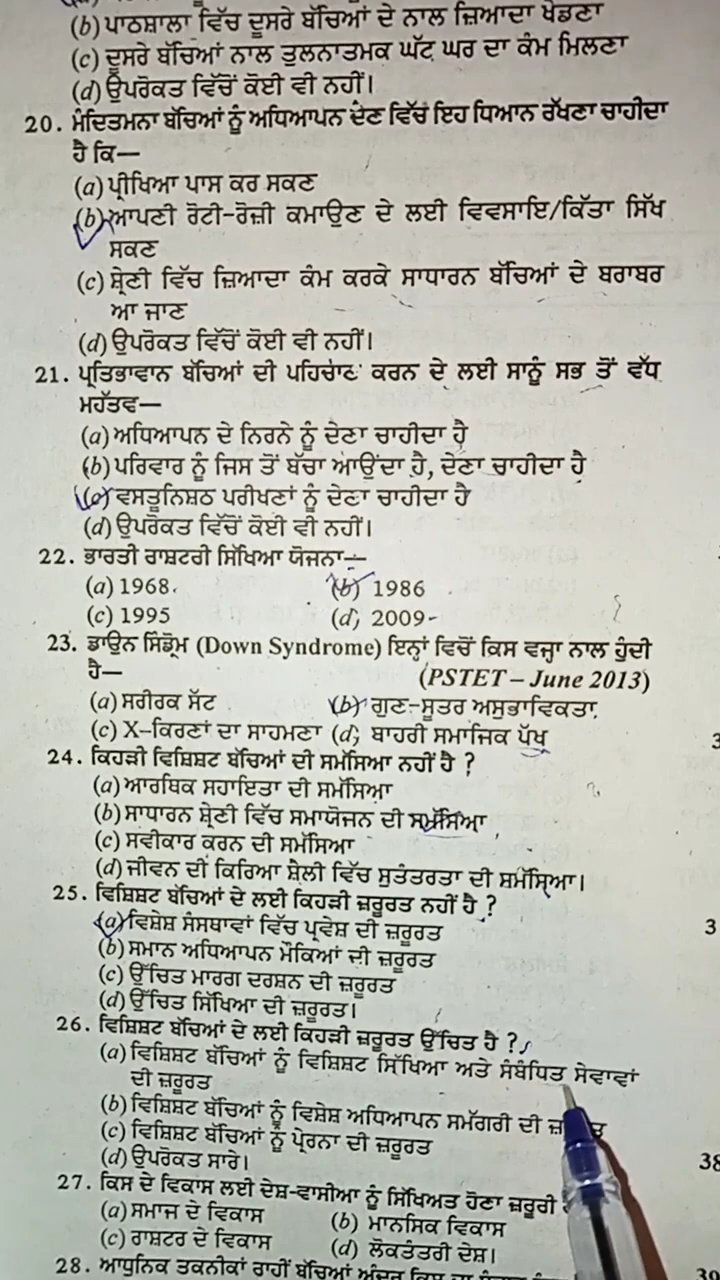 (b) ਪਾਠਸ਼ਾਲਾ ਵਿੱਚ ਦੂਸਰੇ ਬੱਚਿਆਂ ਦੇ ਨਾਲ ਜ਼ਿਆਦਾ ਖੇਡਣਾ
(c) ਦੂਸਰੇ ਬੱਚਿਆਂ ਨਾਲ ਤੁਲਨਾਤਮਕ ਘੱਟ ਘਰ ਦਾ ਕੰਮ ਮਿਲਣਾ
(d) ਉਪਰੋਕਤ ਵਿੱਚੋਂ ਕੋਈ ਵੀ ਨਹੀਂ।
20. ਮੰਦਿਤਮਨਾ ਬੱਚਿਆਂ ਨੂੰ ਅਧਿਆਪਨ ਦੇਣ ਵਿੱਚ ਇਹ ਧਿਆਨ ਰੱਖਣਾ ਚਾਹੀਦਾ
ਹੈ ਕਿ—
(a) ਪ੍ਰੀਖਿਆ ਪਾਸ ਕਰ ਸਕਣ
(b) ਆਪਣੀ ਰੋਟੀ-ਰੋਜ਼ੀ ਕਮਾਉਣ ਦੇ ਲਈ ਵਿਵਸਾਇ/ਕਿੱਤਾ ਸਿੱਖ
ਸਕਣ
(c) ਸ਼੍ਰੇਣੀ ਵਿੱਚ ਜ਼ਿਆਦਾ ਕੰਮ ਕਰਕੇ ਸਾਧਾਰਨ ਬੱਚਿਆਂ ਦੇ ਬਰਾਬਰ
ਆ ਜਾਣ
(d) ਉਪਰੋਕਤ ਵਿੱਚੋਂ ਕੋਈ ਵੀ ਨਹੀਂ।
21. ਪ੍ਰਤਿਭਾਵਾਨ ਬੱਚਿਆਂ ਦੀ ਪਹਿਚਾਣ ਕਰਨ ਦੇ ਲਈ ਸਾਨੂੰ ਸਭ ਤੋਂ ਵੱਧ
ਮਹੱਤਵ—
(a) ਅਧਿਆਪਨ ਦੇ ਨਿਰਨੇ ਨੂੰ ਦੇਣਾ ਚਾਹੀਦਾ ਹੈ
(b) ਪਰਿਵਾਰ ਨੂੰ ਜਿਸ ਤੋਂ ਬੱਚਾ ਆਉਂਦਾ ਹੈ, ਦੇਣਾ ਚਾਹੀਦਾ ਹੈ
(c) ਵਸਤੂਨਿਸ਼ਠ ਪਰੀਖਣਾਂ ਨੂੰ ਦੇਣਾ ਚਾਹੀਦਾ ਹੈ
(d) ਉਪਰੋਕਤ ਵਿੱਚੋਂ ਕੋਈ ਵੀ ਨਹੀਂ।
22. ਭਾਰਤੀ ਰਾਸ਼ਟਰੀ ਸਿੱਖਿਆ ਯੋਜਨਾ—
(a) 1968 (b) 1986
(c) 1995 (d) 2009
23. ਡਾਉਨ ਸਿੰਡ੍ਰੋਮ (Down Syndrome) ਇਨ੍ਹਾਂ ਵਿਚੋਂ ਕਿਸ ਵਜ੍ਹਾ ਨਾਲ ਹੁੰਦੀ
ਹੈ— (PSTET – June 2013)
(a) ਸਰੀਰਕ ਸੱਟ (b) ਗੁਣ-ਸੂਤਰ ਅਸੁਭਾਵਿਕਤਾ
(c) X-ਕਿਰਣਾਂ ਦਾ ਸਾਹਮਣਾ (d) ਬਾਹਰੀ ਸਮਾਜਿਕ ਪੱਖ
24. ਕਿਹੜੀ ਵਿਸ਼ਿਸ਼ਟ ਬੱਚਿਆਂ ਦੀ ਸਮੱਸਿਆ ਨਹੀਂ ਹੈ ?
(a) ਆਰਥਿਕ ਸਹਾਇਤਾ ਦੀ ਸਮੱਸਿਆ
(b) ਸਾਧਾਰਨ ਸ਼੍ਰੇਣੀ ਵਿੱਚ ਸਮਾਯੋਜਨ ਦੀ ਸਮੱਸਿਆ
(c) ਸਵੀਕਾਰ ਕਰਨ ਦੀ ਸਮੱਸਿਆ
(d) ਜੀਵਨ ਦੀ ਕਿਰਿਆ ਸ਼ੈਲੀ ਵਿੱਚ ਸੁਤੰਤਰਤਾ ਦੀ ਸਮੱਸਿਆ।
25. ਵਿਸ਼ਿਸ਼ਟ ਬੱਚਿਆਂ ਦੇ ਲਈ ਕਿਹੜੀ ਜ਼ਰੂਰਤ ਨਹੀਂ ਹੈ ?
(a) ਵਿਸ਼ੇਸ਼ ਸੰਸਥਾਵਾਂ ਵਿੱਚ ਪ੍ਰਵੇਸ਼ ਦੀ ਜ਼ਰੂਰਤ
(b) ਸਮਾਨ ਅਧਿਆਪਨ ਮੌਕਿਆਂ ਦੀ ਜ਼ਰੂਰਤ
(c) ਉੱਚਿਤ ਮਾਰਗ ਦਰਸ਼ਨ ਦੀ ਜ਼ਰੂਰਤ
(d) ਉੱਚਿਤ ਸਿੱਖਿਆ ਦੀ ਜ਼ਰੂਰਤ।
26. ਵਿਸ਼ਿਸ਼ਟ ਬੱਚਿਆਂ ਦੇ ਲਈ ਕਿਹੜੀ ਜ਼ਰੂਰਤ ਉੱਚਿਤ ਹੈ ?
(a) ਵਿਸ਼ਿਸ਼ਟ ਬੱਚਿਆਂ ਨੂੰ ਵਿਸ਼ਿਸ਼ਟ ਸਿੱਖਿਆ ਅਤੇ ਸੰਬੰਧਿਤ ਸੇਵਾਵਾਂ
ਦੀ ਜ਼ਰੂਰਤ
(b) ਵਿਸ਼ਿਸ਼ਟ ਬੱਚਿਆਂ ਨੂੰ ਵਿਸ਼ੇਸ਼ ਅਧਿਆਪਨ ਸਮੱਗਰੀ ਦੀ
(c) ਵਿਸ਼ਿਸ਼ਟ ਬੱਚਿਆਂ ਨੂੰ ਪ੍ਰੇਰਨਾ ਦੀ ਜ਼ਰੂਰਤ
(d) ਉਪਰੋਕਤ ਸਾਰੇ।
27. ਕਿਸ ਦੇ ਵਿਕਾਸ ਲਈ ਦੇਸ਼-ਵਾਸੀਆ ਨੂੰ ਸਿੱਖਿਅਤ ਹੋਣਾ ਜ਼ਰੂਰੀ
(a) ਸਮਾਜ ਦੇ ਵਿਕਾਸ (b) ਮਾਨਸਿਕ ਵਿਕਾਸ
(c) ਰਾਸ਼ਟਰ ਦੇ ਵਿਕਾਸ (d) ਲੋਕਤੰਤਰੀ ਦੇਸ਼।
28. ਆਧੁਨਿਕ ਤਕਨੀਕਾਂ ਰਾਹੀਂ ਬੱਚਿਆਂ ਅੰਦਰ